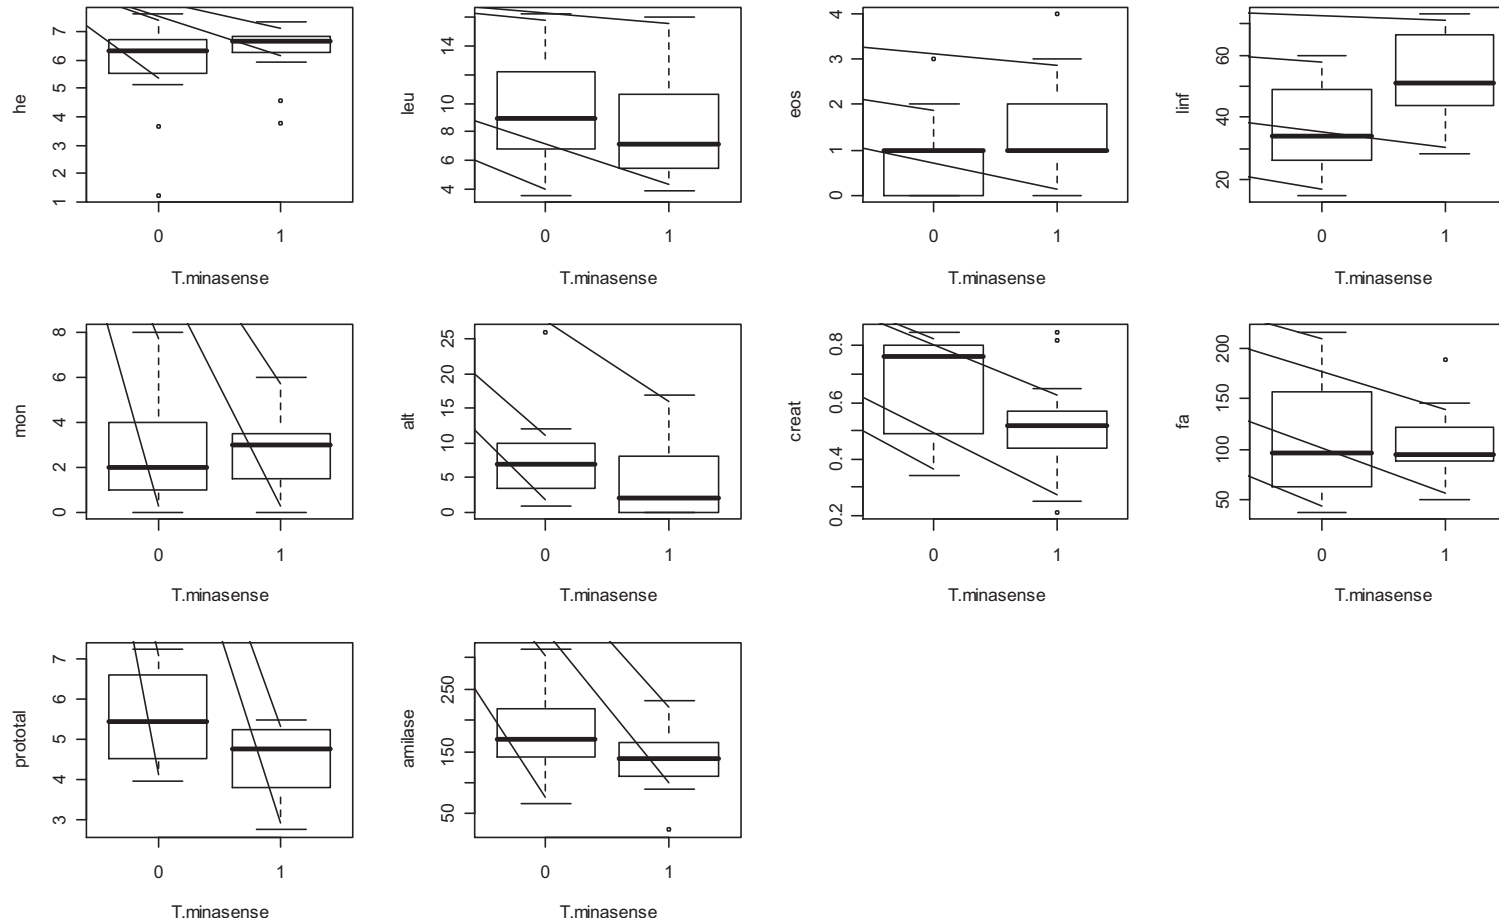 he
7
6
5
4
3
2
1
0 1
T.minasense
leu
14
10
8
6
4
0 1
T.minasense
eos
4
3
2
1
0
0 1
T.minasense
linf
60
40
20
0 1
T.minasense
mon
8
6
4
2
0
0 1
T.minasense
alt
25
20
15
10
5
0
0 1
T.minasense
creat
0.8
0.6
0.4
0.2
0 1
T.minasense
fa
200
150
100
50
0 1
T.minasense
prototal
7
6
5
4
3
0 1
T.minasense
amilase
250
150
50
0 1
T.minasense